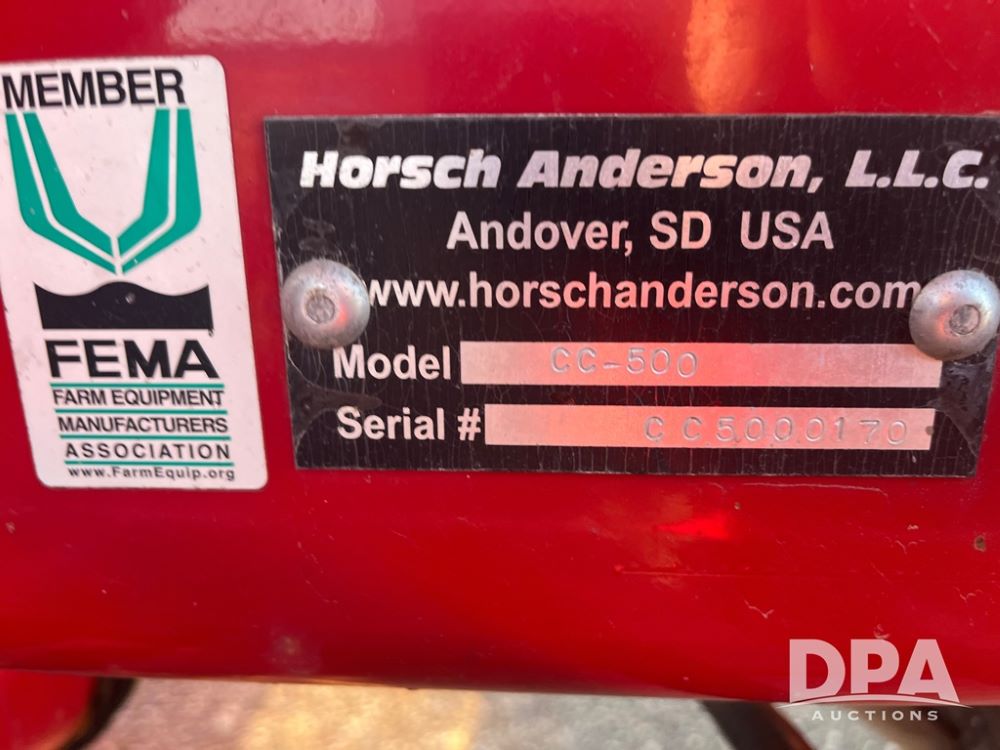 MEMBER
FEMA
FARM EQUIPMENT
MANUFACTURERS
ASSOCIATION
www.FarmEquip.org
Horsch Anderson, L.L.C.
Andover, SD USA
www.horschanderson.com
Model CC-500
Serial # CC5000170
DPA
AUCTIONS